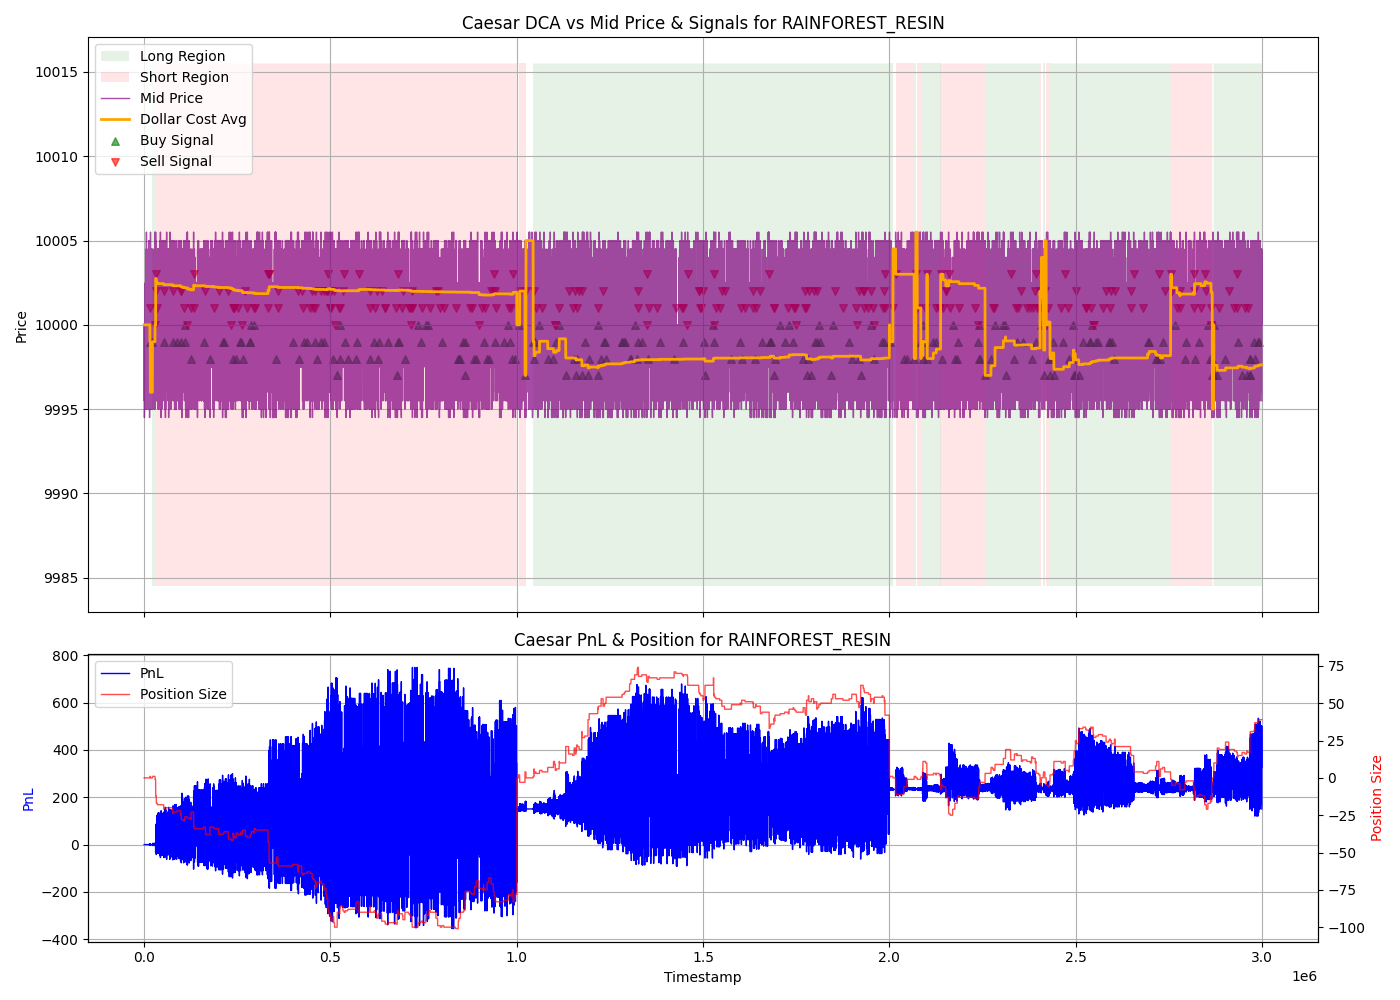 Caesar DCA vs Mid Price & Signals for RAINFOREST_RESIN
Long Region
Short Region
Mid Price
Dollar Cost Avg
Buy Signal
Sell Signal
Price
10015
10010
10005
10000
9995
9990
9985
Caesar PnL & Position for RAINFOREST_RESIN
PnL
Position Size
PnL
800
600
400
200
0
−200
−400
75
50
25
0
−25
−50
−75
−100
Position Size
0.0 0.5 1.0 1.5 2.0 2.5 3.0
Timestamp
1e6